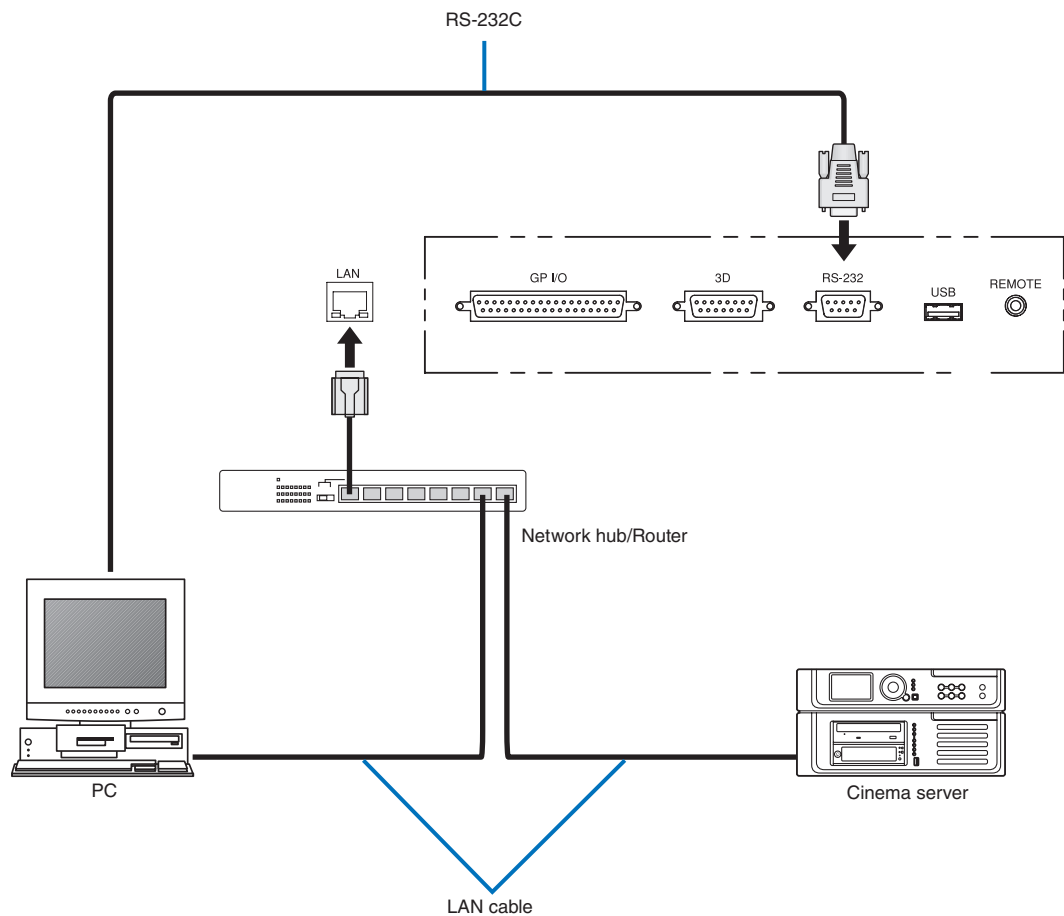 RS-232C
LAN
GP I/O
3D
RS-232
USB
REMOTE
Network hub/Router
PC
Cinema server
LAN cable